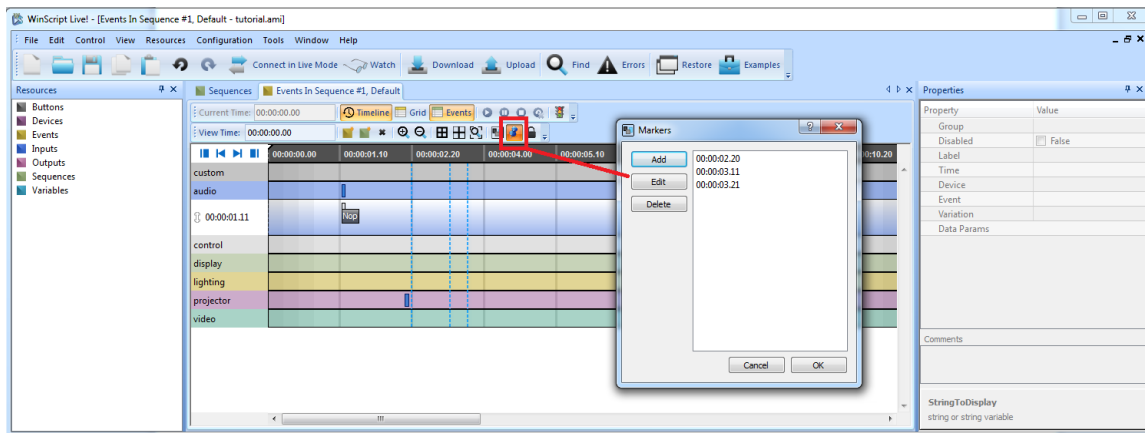 WinScript Live! - [Events In Sequence #1, Default - tutorial.ami]
File Edit Control View Resources Configuration Tools Window Help
Connect in Live Mode Watch Download Upload Find Errors Restore Examples
Resources
Buttons
Devices
Events
Inputs
Outputs
Sequences
Variables
Sequences Events In Sequence #1, Default
Current Time: 00:00:00.00 Timeline Grid Events
View Time: 00:00:00.00
00:00:00.00 00:00:01.10 00:00:02.20 00:00:04.00 00:00:05.10 00:10.20
custom
audio
00:00:01.11 Nop
control
display
lighting
projector
video
Markers
Add
Edit
Delete
00:00:02.20
00:00:03.11
00:00:03.21
Cancel OK
Properties
Property Value
Group
Disabled False
Label
Time
Device
Event
Variation
Data Params
Comments
StringToDisplay
string or string variable